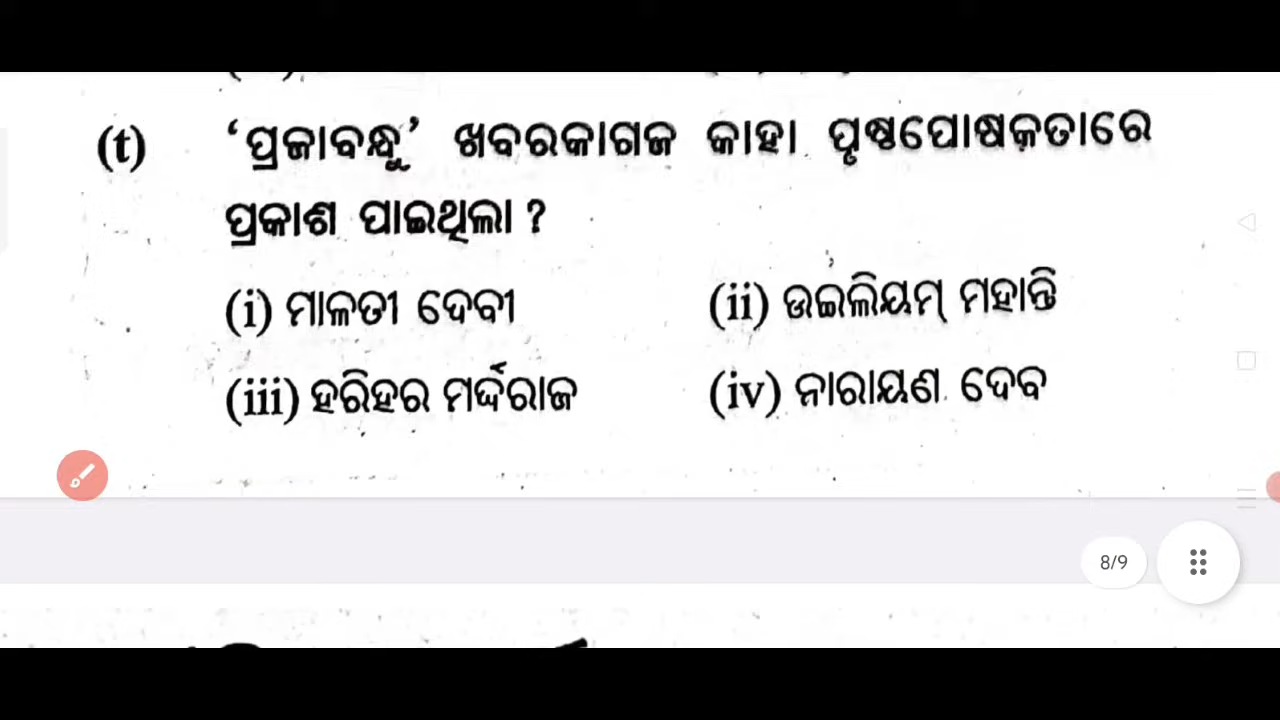 (t) ‘ପ୍ରଜାବନ୍ଧୁ’ ଖବରକାଗଜ କାହା ପୃଷ୍ଠପୋଷକତାରେ
ପ୍ରକାଶ ପାଇଥିଲା ?
(i) ମାଳତୀ ଦେବୀ (ii) ଉଇଲିୟମ୍ ମହାନ୍ତି
(iii) ହରିହର ମର୍ଦ୍ଦରାଜ (iv) ନାରାୟଣ ଦେବ
8/9